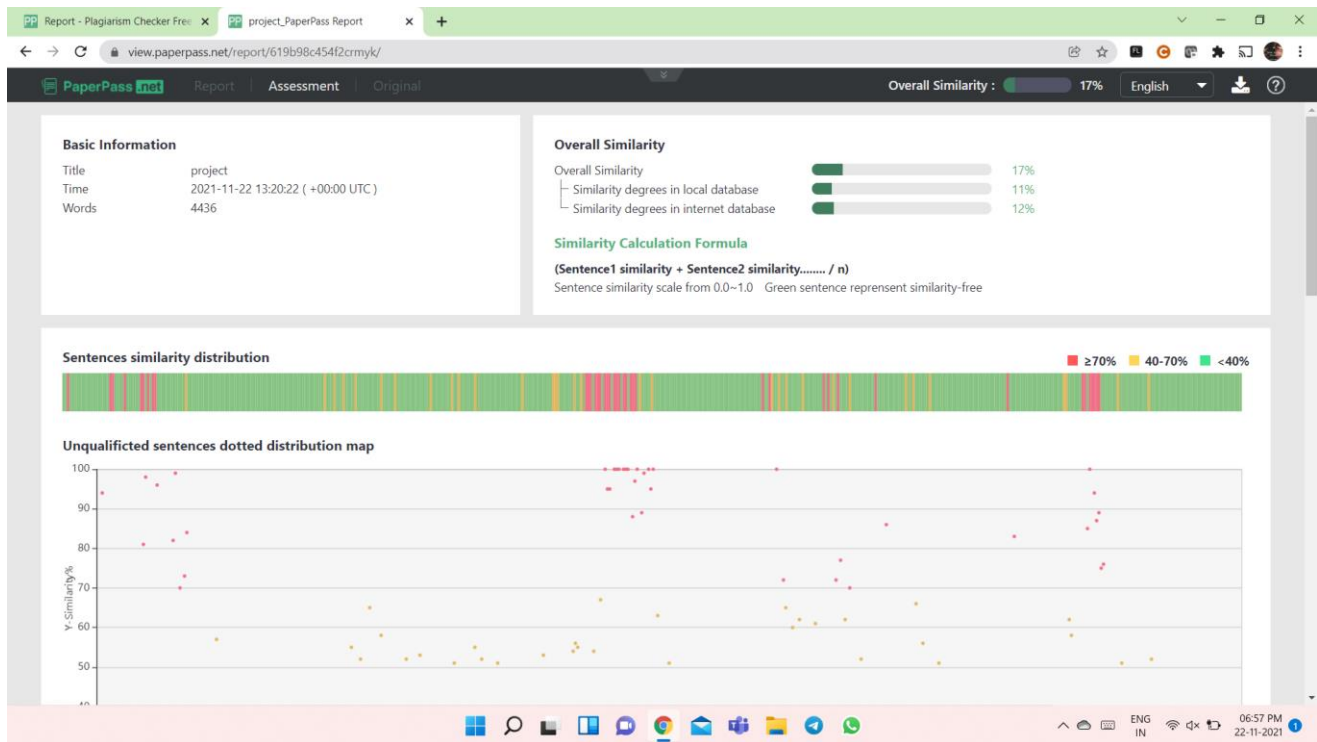 Report - Plagiarism Checker Free
project_PaperPass Report
view.paperpass.net/report/619b98c454f2crmyk/
PaperPass .net Report Assessment Original Overall Similarity : 17% English
Basic Information
Title project
Time 2021-11-22 13:20:22 ( +00:00 UTC )
Words 4436
Overall Similarity
Overall Similarity 17%
Similarity degrees in local database 11%
Similarity degrees in internet database 12%
Similarity Calculation Formula
(Sentence1 similarity + Sentence2 similarity........ / n)
Sentence similarity scale from 0.0~1.0 Green sentence reprensent similarity-free
Sentences similarity distribution
≥70% 40-70% <40%
Unqualificted sentences dotted distribution map
100
90
80
70
60
50
40
Y-Similarity%
ENG
IN
06:57 PM
22-11-2021
1